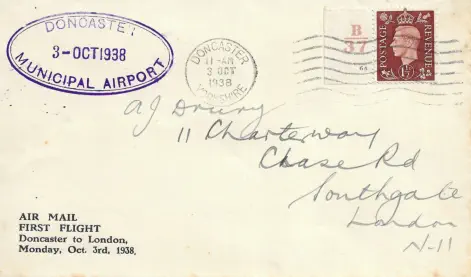 DONCASTER
3-OCT1938
MUNICIPAL AIRPORT
DONCASTER
11-AM
3 OCT
1938
YORKSHIRE
B
37
POSTAGE
REVENUE
1½D
AJ Drury
11 Charterway
Chase Rd
Southgate
London
N-11
AIR MAIL
FIRST FLIGHT
Doncaster to London,
Monday, Oct. 3rd, 1938.